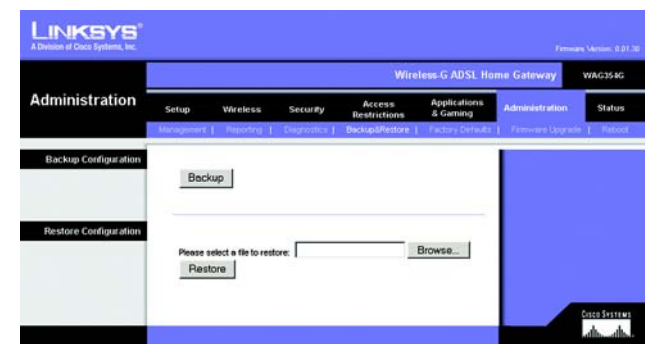 LINKSYS®
A Division of Cisco Systems, Inc.
Firmware Version: 0.01.30
Wireless-G ADSL Home Gateway WAG354G
Administration
Setup Wireless Security Access Restrictions Applications & Gaming Administration Status
Management | Reporting | Diagnostics | Backup&Restore | Factory Defaults | Firmware Upgrade | Reboot
Backup Configuration
Backup
Restore Configuration
Please select a file to restore: Browse...
Restore
CISCO SYSTEMS